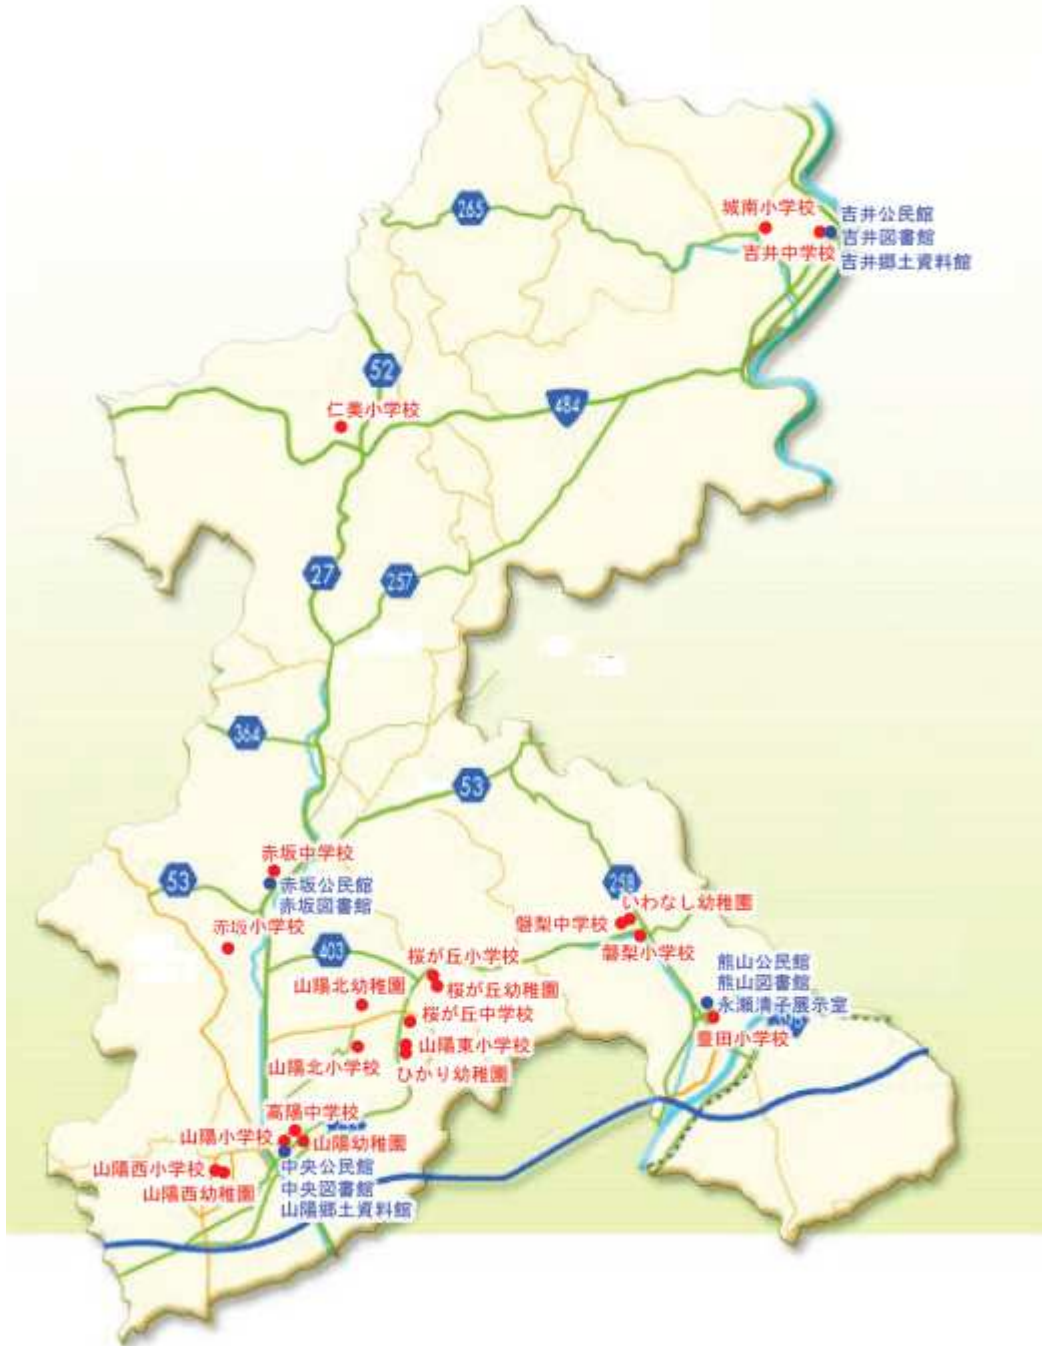 265
城南小学校
吉井公民館
吉井図書館
吉井中学校
吉井郷土資料館
52
仁美小学校
484
27
257
364
53
赤坂中学校
53
赤坂公民館
赤坂図書館
258
いわなし幼稚園
磐梨中学校
磐梨小学校
赤坂小学校
403
桜が丘小学校
桜が丘幼稚園
熊山公民館
熊山図書館
永瀬清子展示室
豊田小学校
山陽北幼稚園
桜が丘中学校
山陽東小学校
山陽北小学校
ひかり幼稚園
高陽中学校
山陽小学校
山陽幼稚園
山陽西小学校
中央公民館
山陽西幼稚園
中央図書館
山陽郷土資料館